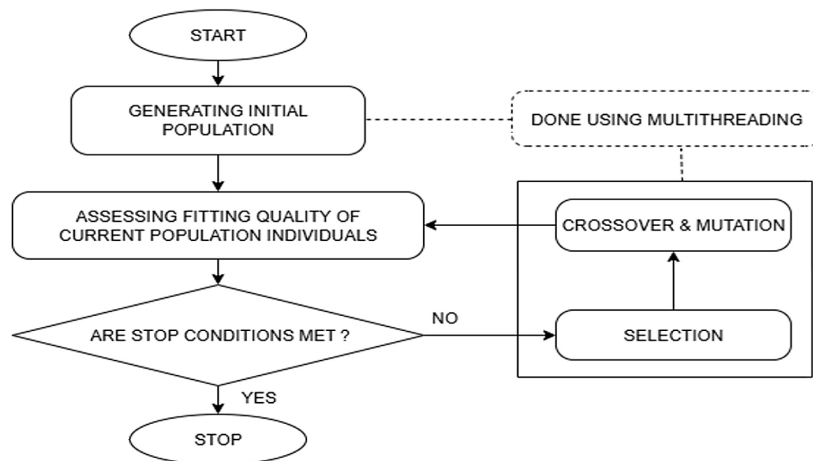 START
GENERATING INITIAL
POPULATION
DONE USING MULTITHREADING
ASSESSING FITTING QUALITY OF
CURRENT POPULATION INDIVIDUALS
CROSSOVER & MUTATION
ARE STOP CONDITIONS MET ?
NO
SELECTION
YES
STOP